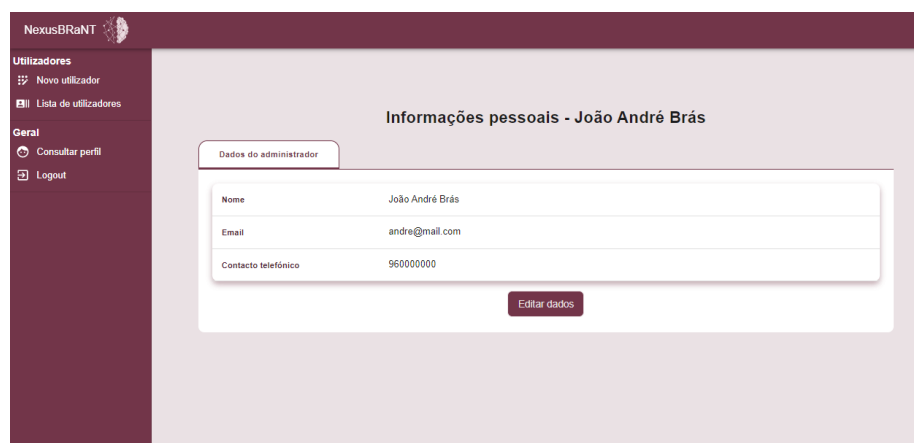 NexusBRaNT
Utilizadores
Novo utilizador
Lista de utilizadores
Geral
Consultar perfil
Logout
Informações pessoais - João André Brás
Dados do administrador
Nome João André Brás
Email andre@mail.com
Contacto telefónico 960000000
Editar dados